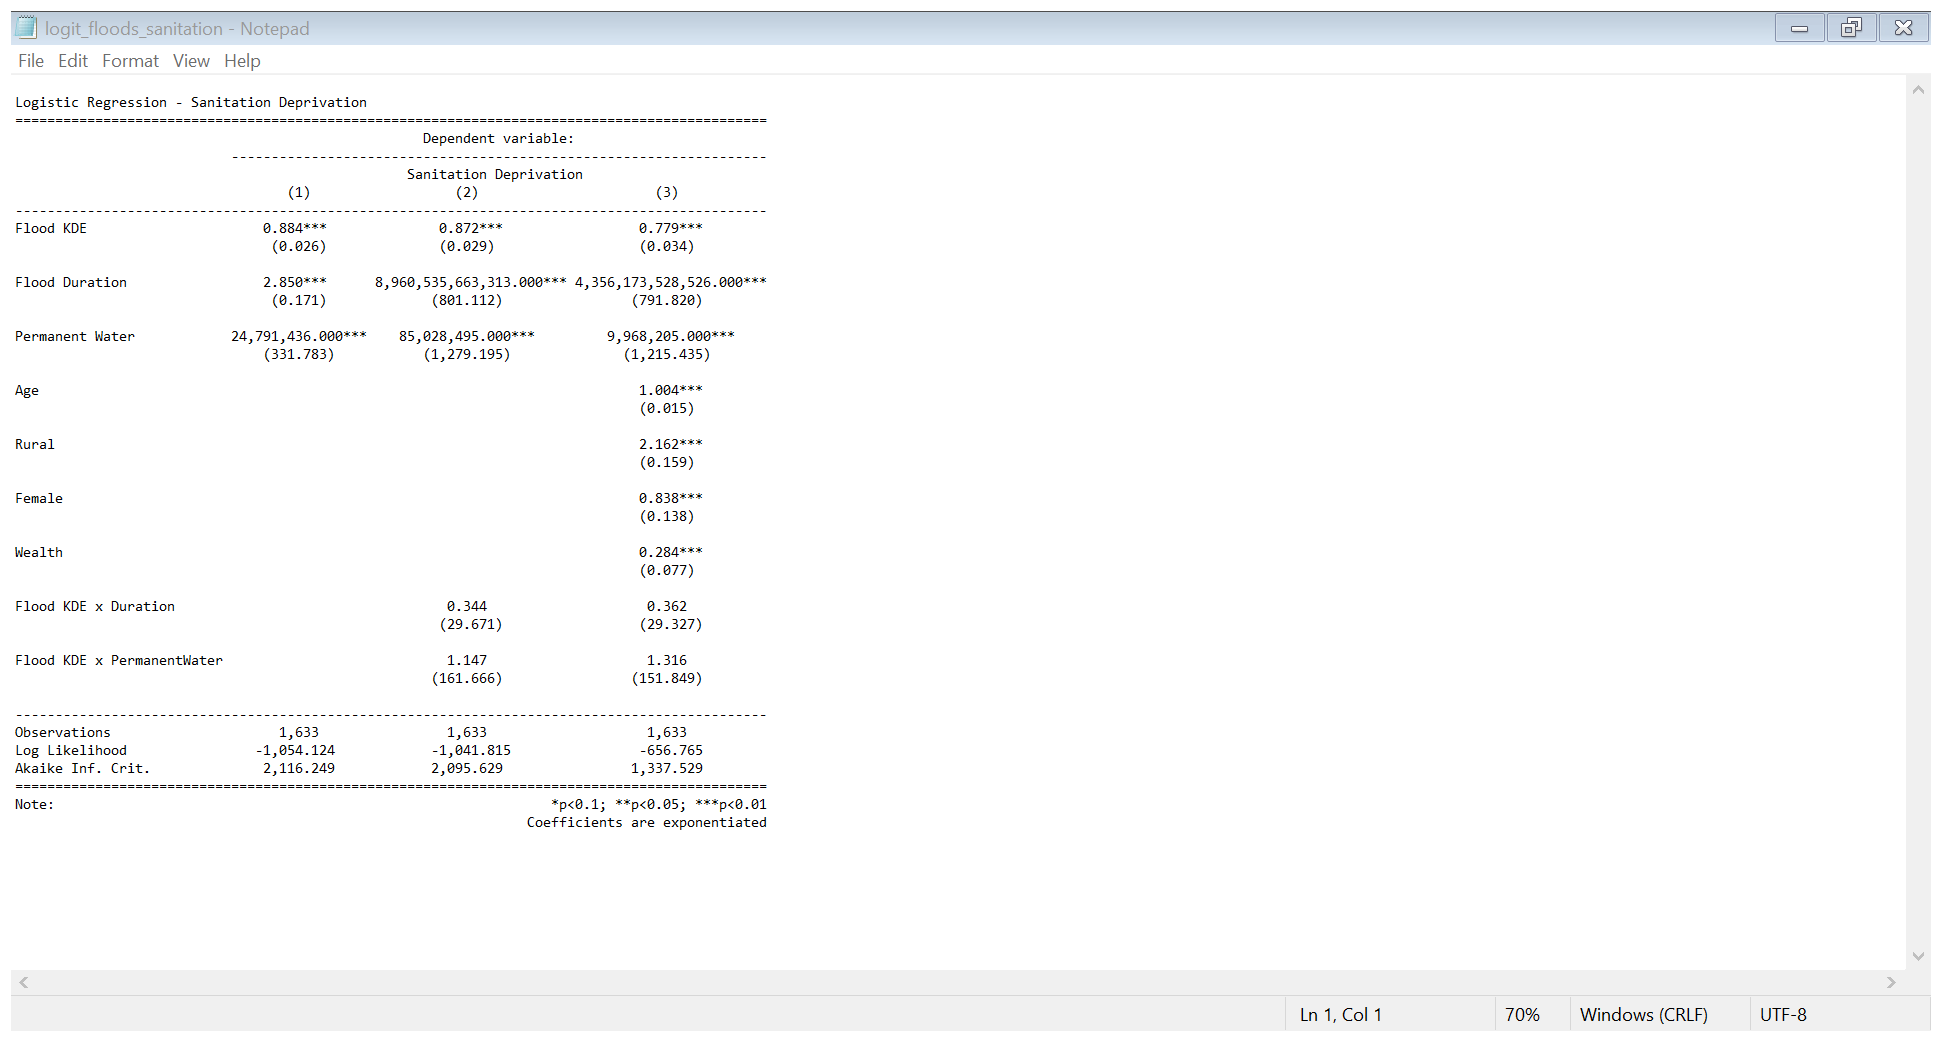 logit_floods_sanitation - Notepad
File Edit Format View Help
Logistic Regression - Sanitation Deprivation
==============================================================================================
Dependent variable:
-------------------------------------------------------------------
Sanitation Deprivation
(1) (2) (3)
----------------------------------------------------------------------------------------------
Flood KDE 0.884*** 0.872*** 0.779***
(0.026) (0.029) (0.034)
Flood Duration 2.850*** 8,960,535,663,313.000*** 4,356,173,528,526.000***
(0.171) (801.112) (791.820)
Permanent Water 24,791,436.000*** 85,028,495.000*** 9,968,205.000***
(331.783) (1,279.195) (1,215.435)
Age 1.004***
(0.015)
Rural 2.162***
(0.159)
Female 0.838***
(0.138)
Wealth 0.284***
(0.077)
Flood KDE x Duration 0.344 0.362
(29.671) (29.327)
Flood KDE x PermanentWater 1.147 1.316
(161.666) (151.849)
----------------------------------------------------------------------------------------------
Observations 1,633 1,633 1,633
Log Likelihood -1,054.124 -1,041.815 -656.765
Akaike Inf. Crit. 2,116.249 2,095.629 1,337.529
==============================================================================================
Note: *p<0.1; **p<0.05; ***p<0.01
Coefficients are exponentiated
Ln 1, Col 1 70% Windows (CRLF) UTF-8